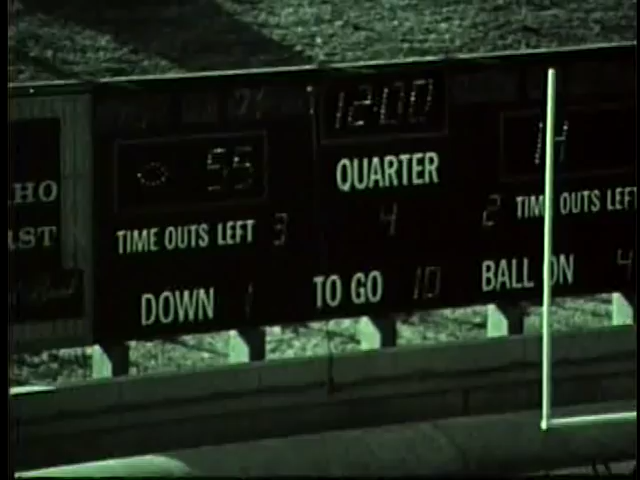 12:00
55
14
QUARTER
HO
TIME OUTS LEFT 3
4
2 TIME OUTS LEFT
ST
DOWN 1
TO GO 10
BALL ON 4